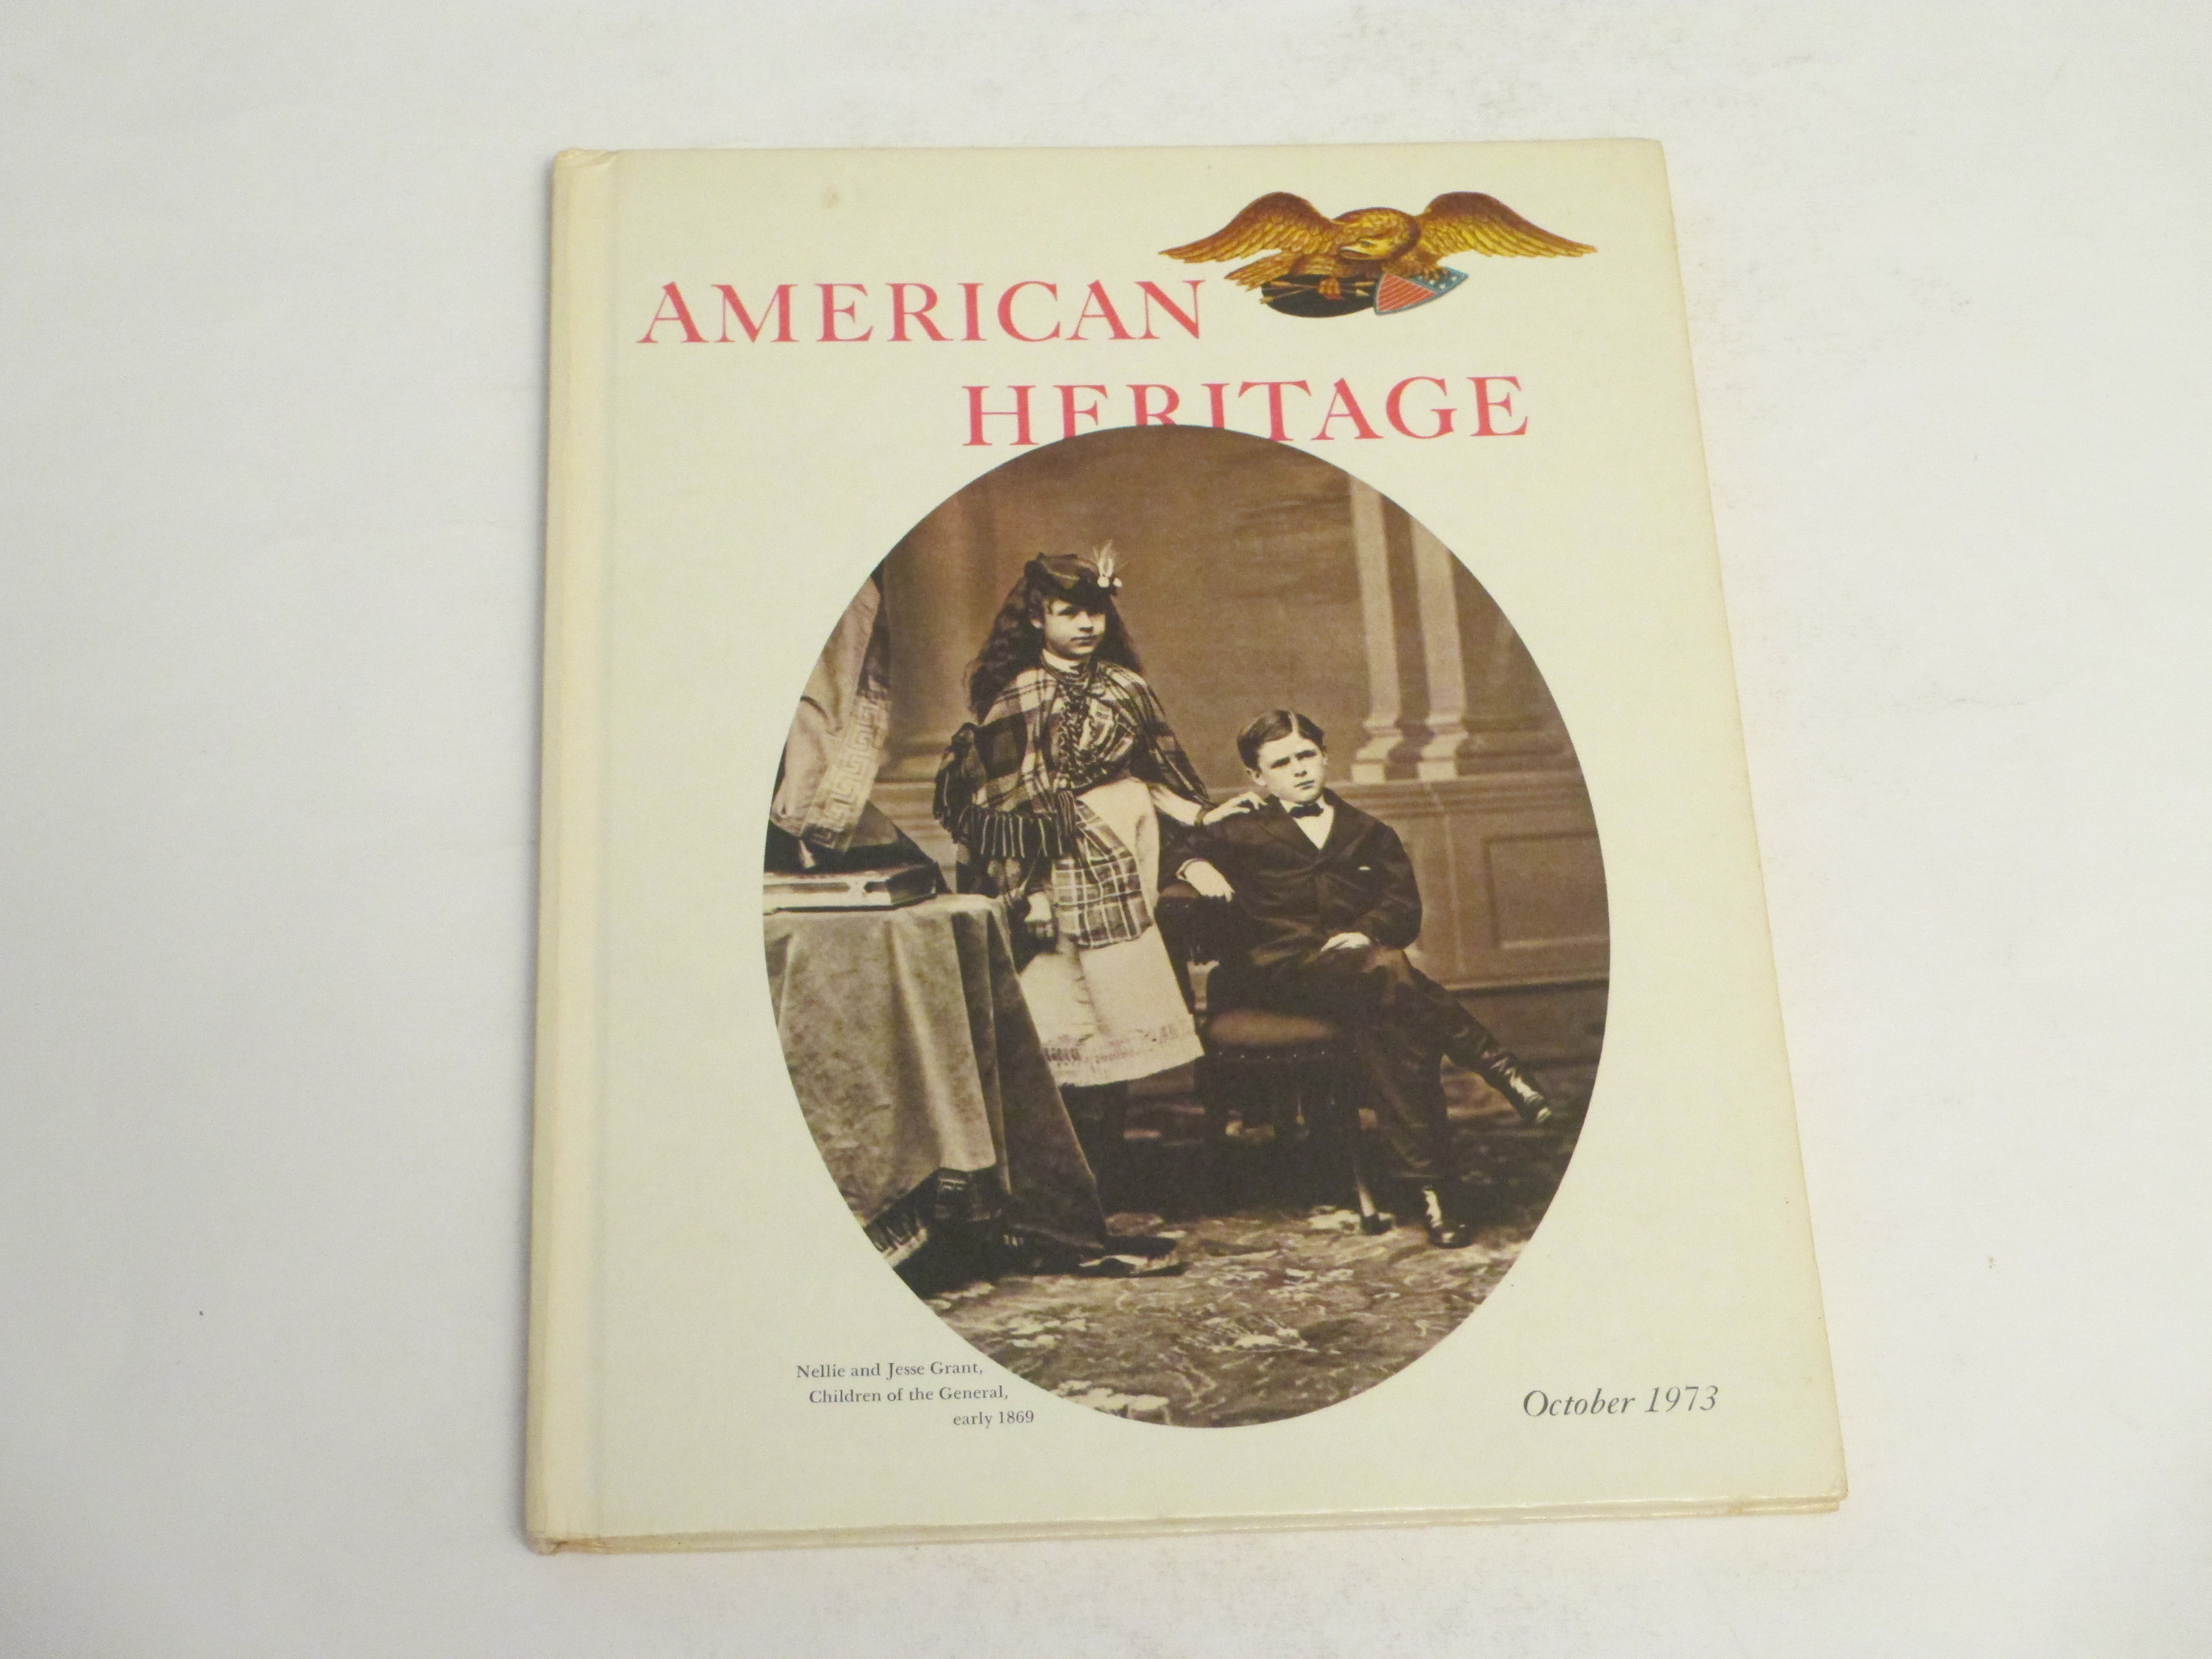 AMERICAN
HERITAGE
Nellie and Jesse Grant,
Children of the General,
early 1869
October 1973